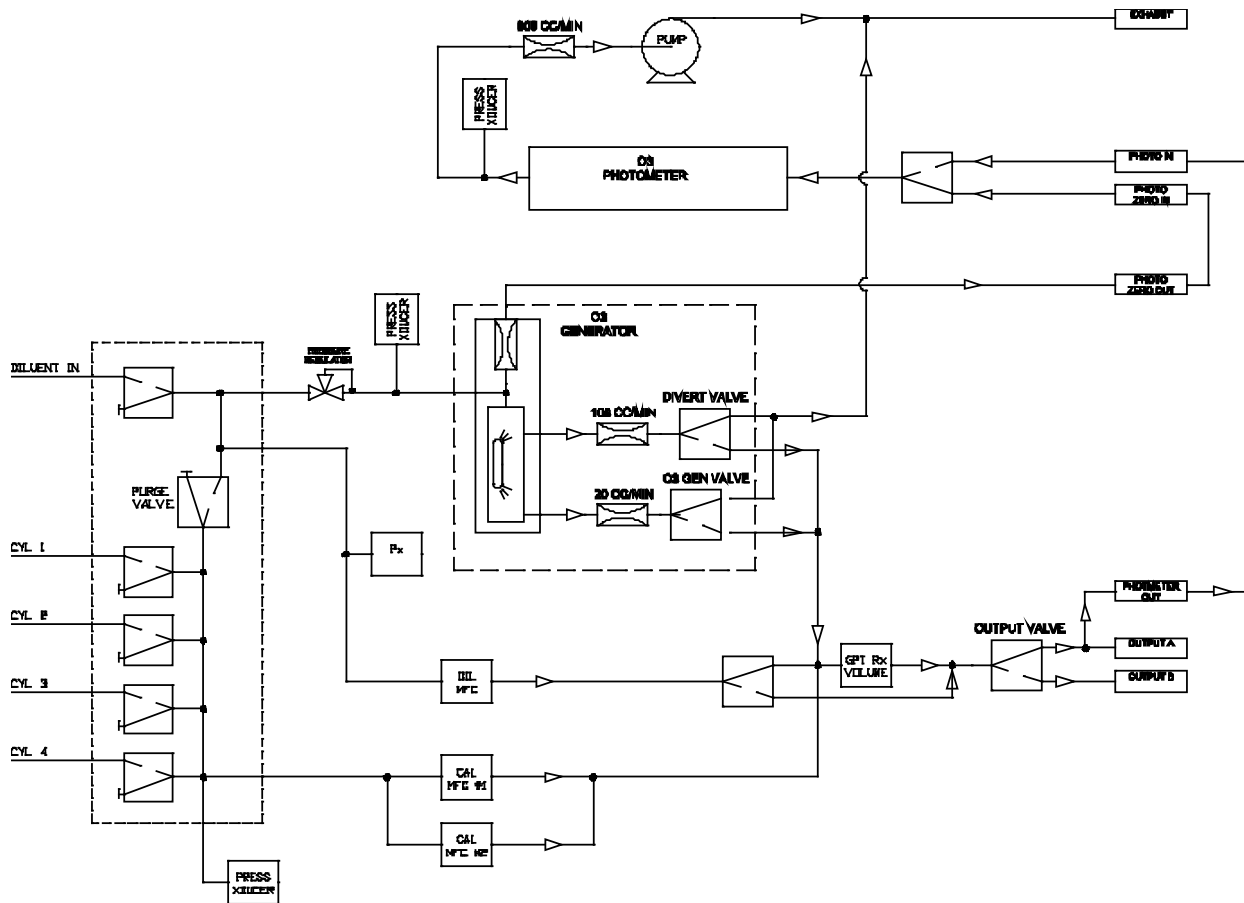 PUMP
EXHAUST
PRESS
XDUCER
O3
PHOTOMETER
PHOTO IN
PHOTO
ZERO IN
PHOTO
ZERO OUT
PRESS
XDUCER
O3
GENERATOR
DILUENT IN
DIVERT VALVE
O3 GEN VALVE
20 CC/MIN
PURGE
VALVE
CYL 1
CYL 2
CYL 3
CYL 4
Px
DIL
MFC
GPT Rx
VOLUME
OUTPUT VALVE
OUTPUT A
OUTPUT B
CAL
MFC #1
CAL
MFC #2
PRESS
XDUCER